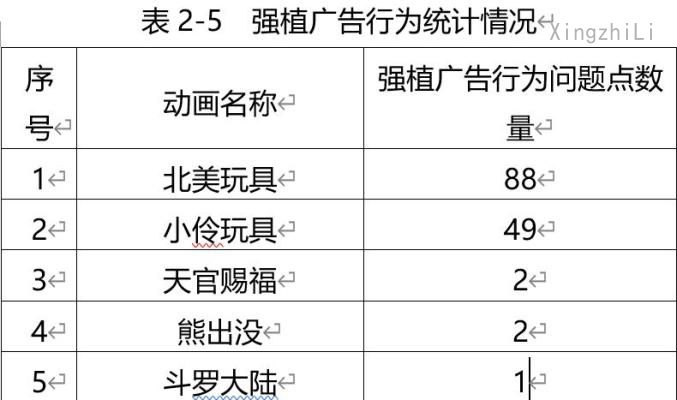 表 2-5 强植广告行为统计情况
XingzhiLi
序号 动画名称 强植广告行为问题点数量
1 北美玩具 88
2 小伶玩具 49
3 天官赐福 2
4 熊出没 2
5 斗罗大陆 1